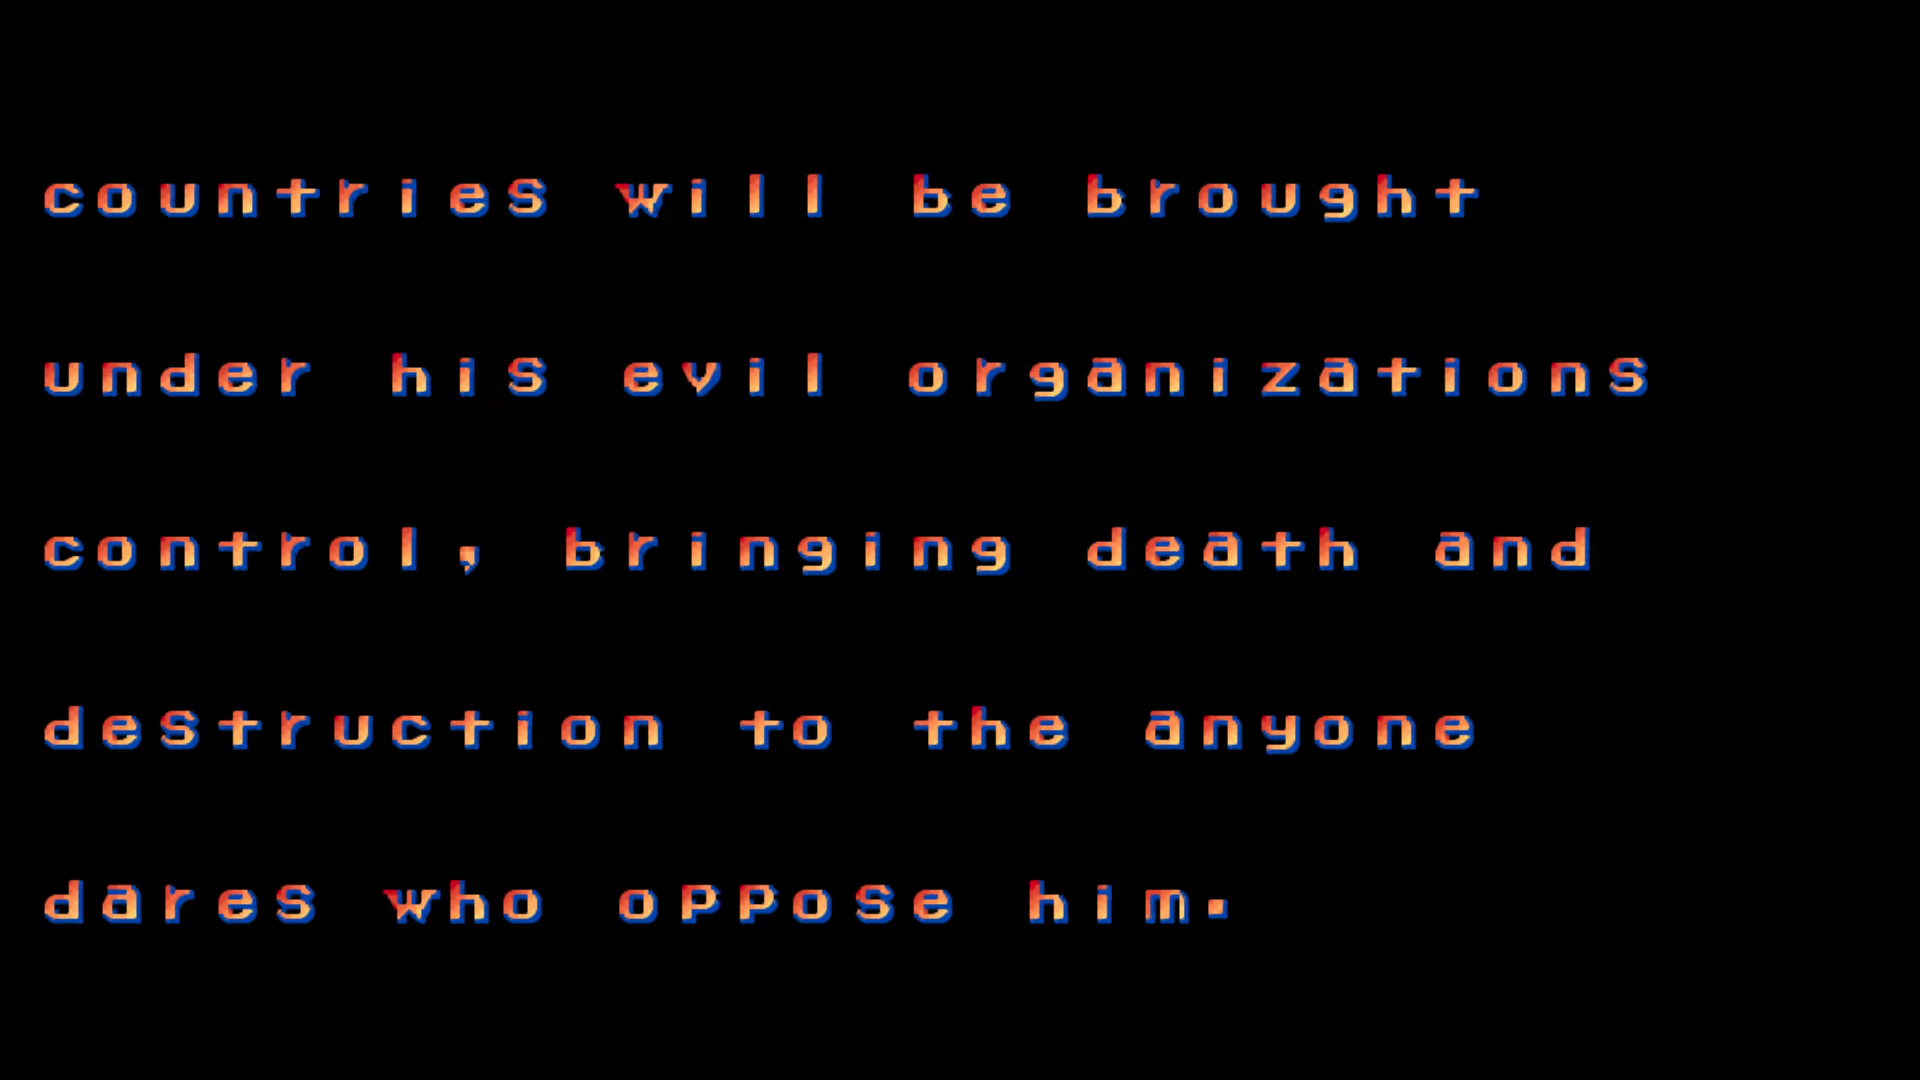 countries will be brought
under his evil organizations
control, bringing death and
destruction to the anyone
dares who oppose him.